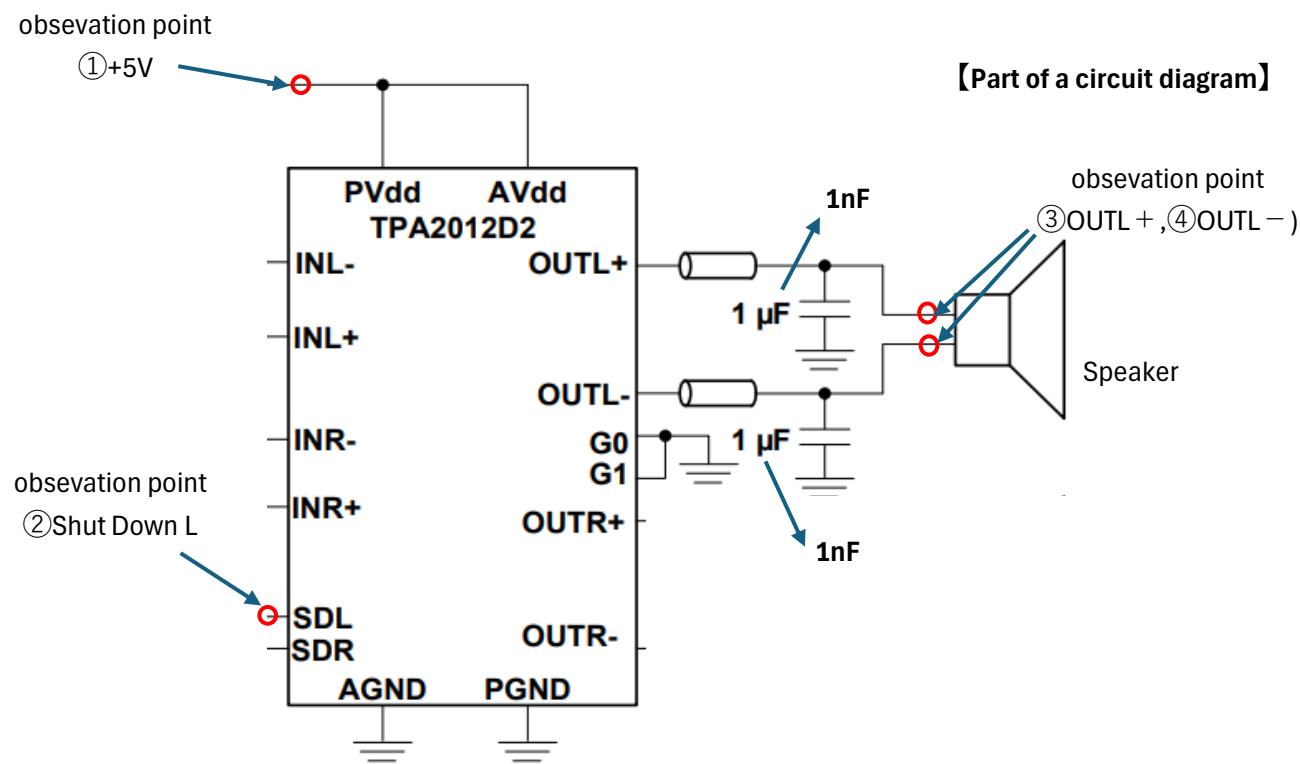 obsevation point
①+5V
【Part of a circuit diagram】
PVdd AVdd
TPA2012D2
1nF
obsevation point
③OUTL+,④OUTL-)
INL-
OUTL+
1 µF
INL+
Speaker
OUTL-
INR-
G0
1 µF
G1
obsevation point
②Shut Down L
INR+
OUTR+
1nF
SDL
SDR
OUTR-
AGND PGND